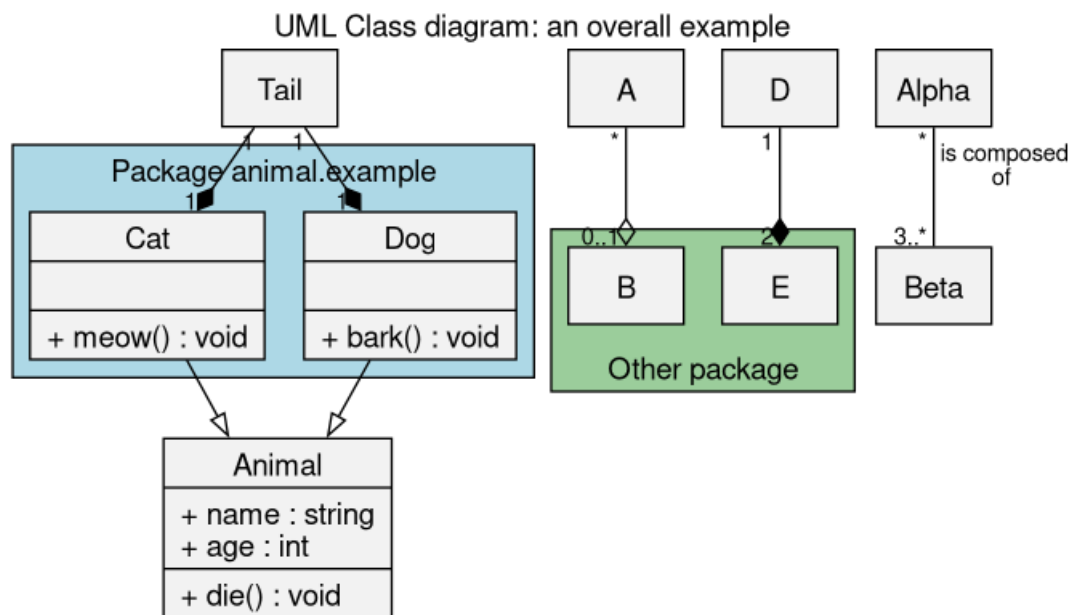 UML Class diagram: an overall example
Tail
A
D
Alpha
1
1
*
1
*
is composed
of
Package animal.example
1
1
0..1
2
3..*
Cat
Dog
B
E
Beta
+ meow() : void
+ bark() : void
Other package
Animal
+ name : string
+ age : int
+ die() : void